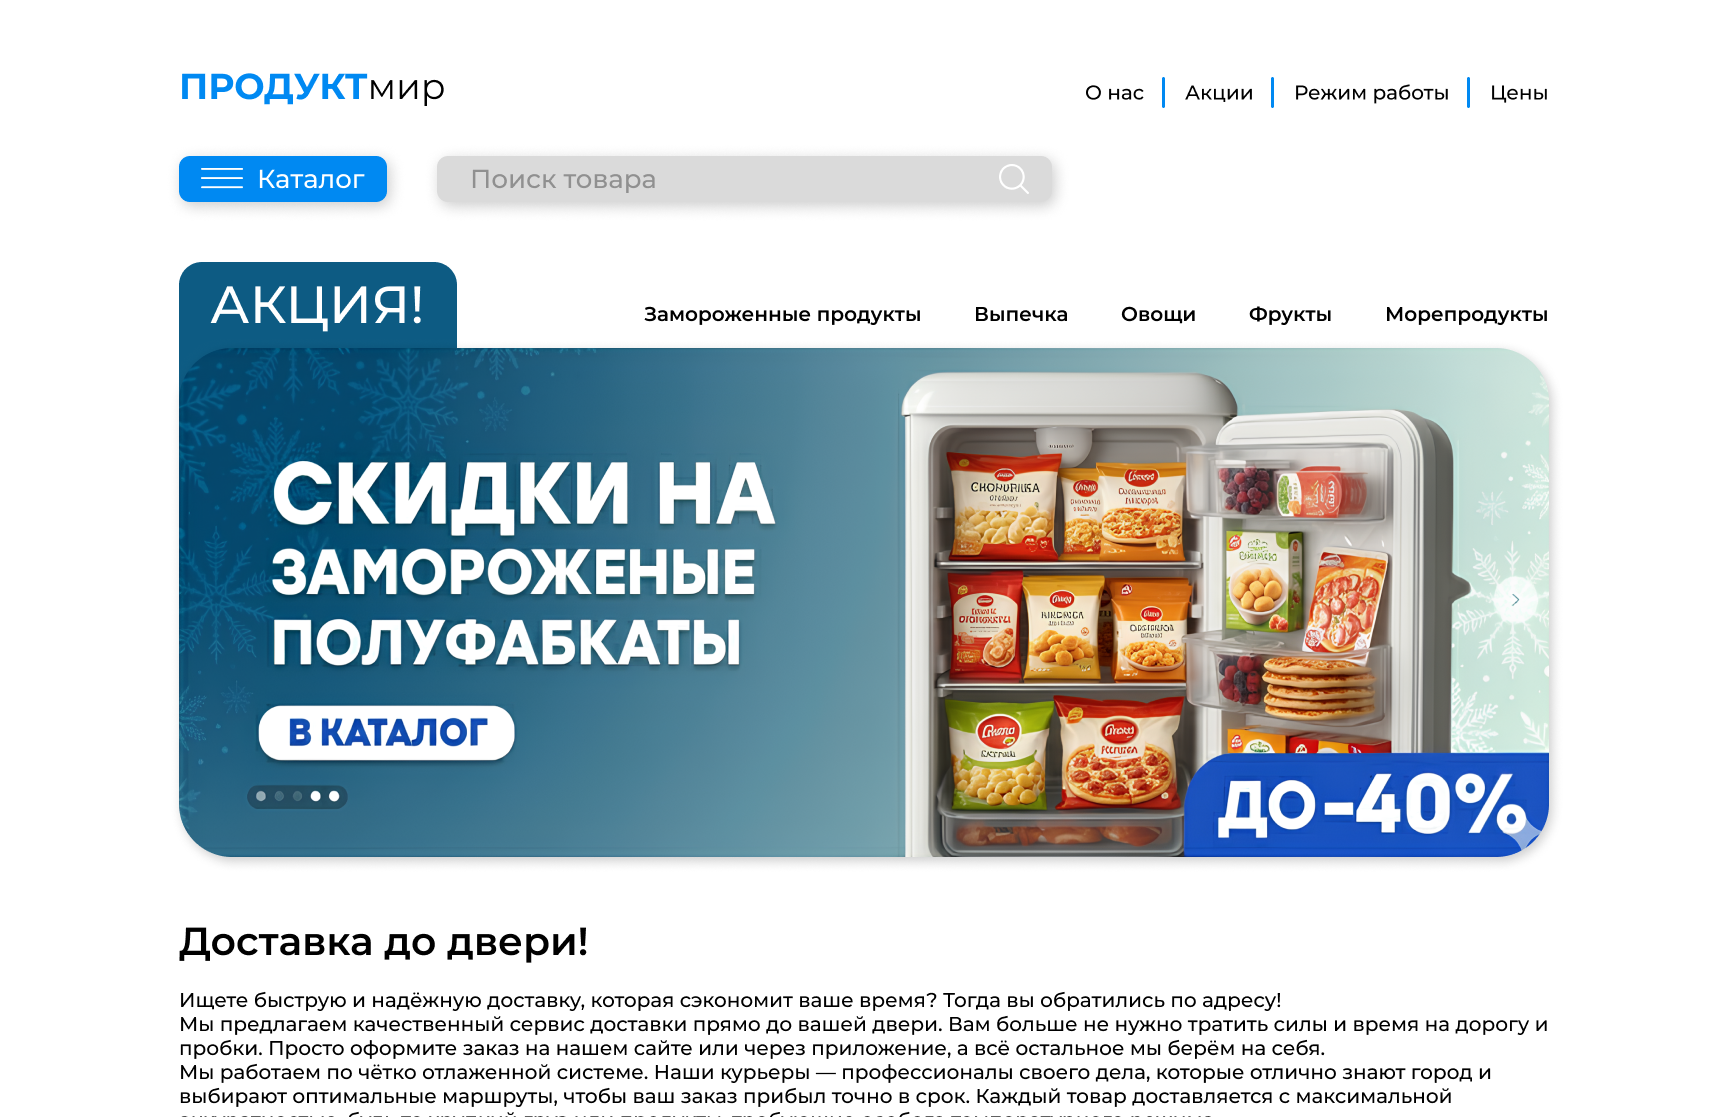 ПРОДУКТмир
О нас
Акции
Режим работы
Цены
Каталог
Поиск товара
АКЦИЯ!
Замороженные продукты
Выпечка
Овощи
Фрукты
Морепродукты
СКИДКИ НА
ЗАМОРОЖЕНЫЕ
ПОЛУФАБКАТЫ
В КАТАЛОГ
ДО -40%
Доставка до двери!
Ищете быструю и надёжную доставку, которая сэкономит ваше время? Тогда вы обратились по адресу!
Мы предлагаем качественный сервис доставки прямо до вашей двери. Вам больше не нужно тратить силы и время на дорогу и
пробки. Просто оформите заказ на нашем сайте или через приложение, а всё остальное мы берём на себя.
Мы работаем по чётко отлаженной системе. Наши курьеры — профессионалы своего дела, которые отлично знают город и
выбирают оптимальные маршруты, чтобы ваш заказ прибыл точно в срок. Каждый товар доставляется с максимальной